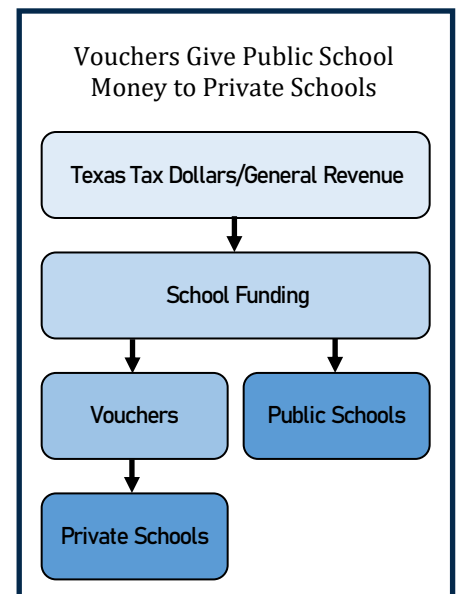 Vouchers Give Public School
Money to Private Schools
Texas Tax Dollars/General Revenue
School Funding
Vouchers
Public Schools
Private Schools